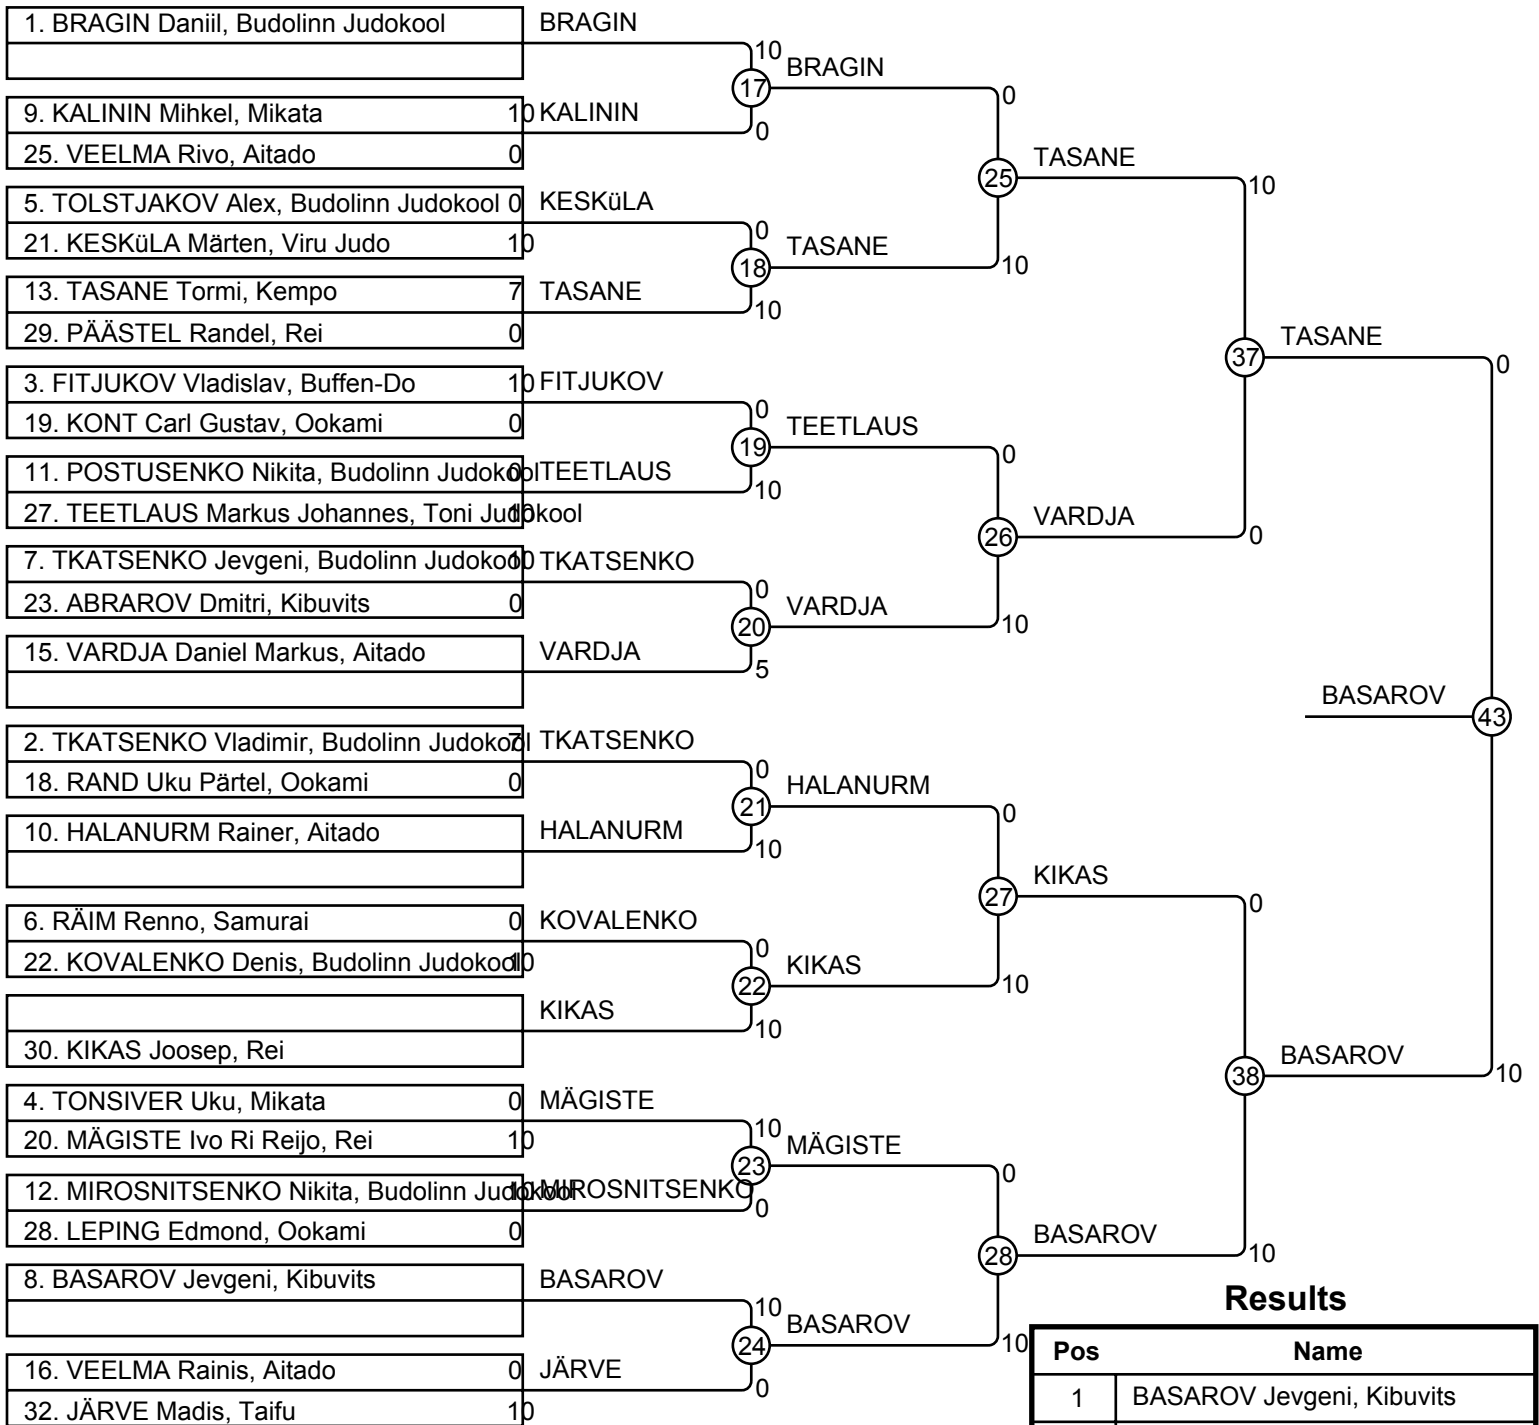 1. BRAGIN Daniil, Budolinn Judokool
BRAGIN
10
BRAGIN
17
0
9. KALININ Mihkel, Mikata 10
KALININ
0
25. VEELMA Rivo, Aitado 0
TASANE
25
10
5. TOLSTJAKOV Alex, Budolinn Judokool 0
KESKüLA
0
21. KESKüLA Märten, Viru Judo 10
TASANE
18
10
13. TASANE Tormi, Kempo 7
TASANE
10
29. PÄÄSTEL Randel, Rei 0
TASANE
37
0
3. FITJUKOV Vladislav, Buffen-Do 10
FITJUKOV
0
19. KONT Carl Gustav, Ookami 0
TEETLAUS
19
0
11. POSTUSENKO Nikita, Budolinn Judokool 0
TEETLAUS
10
27. TEETLAUS Markus Johannes, Toni Judokool 10
VARDJA
26
0
7. TKATSENKO Jevgeni, Budolinn Judokool 10
TKATSENKO
0
23. ABRAROV Dmitri, Kibuvits 0
VARDJA
20
10
15. VARDJA Daniel Markus, Aitado
VARDJA
5
BASAROV
43
2. TKATSENKO Vladimir, Budolinn Judokool 7
TKATSENKO
0
18. RAND Uku Pärtel, Ookami 0
HALANURM
21
0
10. HALANURM Rainer, Aitado
HALANURM
10
KIKAS
27
0
6. RÄIM Renno, Samurai 0
KOVALENKO
0
22. KOVALENKO Denis, Budolinn Judokool 10
KIKAS
22
10
KIKAS
10
30. KIKAS Joosep, Rei
BASAROV
38
10
4. TONSIVER Uku, Mikata 0
MÄGISTE
10
20. MÄGISTE Ivo Ri Reijo, Rei 10
MÄGISTE
23
0
12. MIROSNITSENKO Nikita, Budolinn Judokool 10
MIROSNITSENKO
0
28. LEPING Edmond, Ookami 0
BASAROV
28
10
8. BASAROV Jevgeni, Kibuvits
BASAROV
10
BASAROV
24
10
16. VEELMA Rainis, Aitado 0
JÄRVE
0
32. JÄRVE Madis, Taifu 10
Results
Pos Name
1 BASAROV Jevgeni, Kibuvits